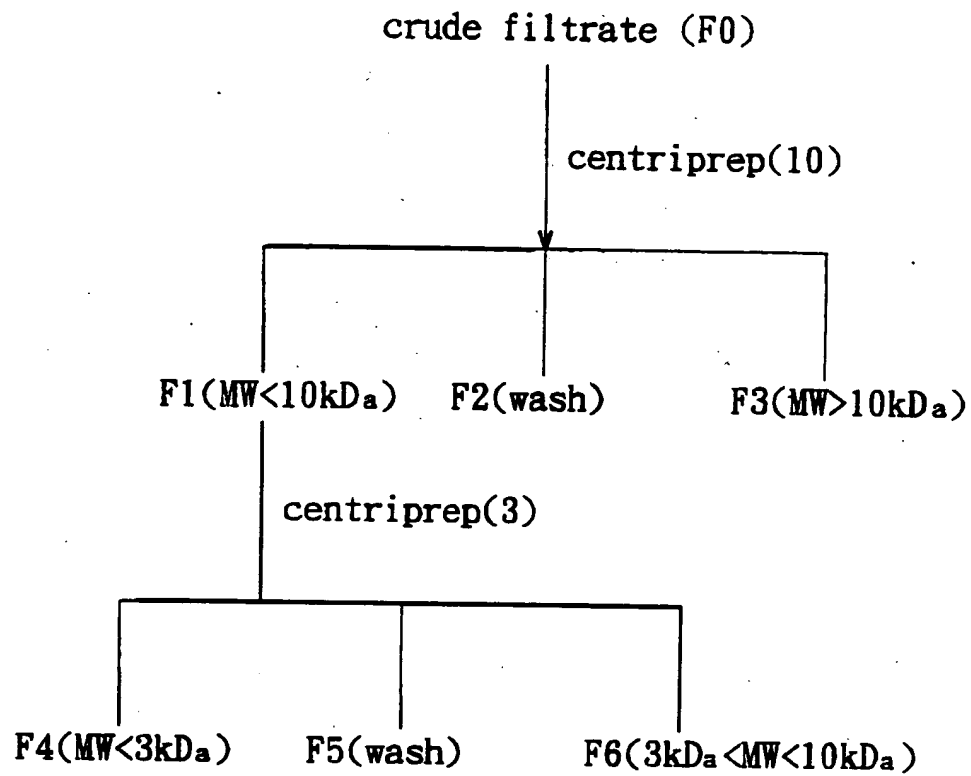 crude filtrate (F0)
centriprep(10)
F1(MW<10kDa) F2(wash) F3(MW>10kDa)
centriprep(3)
F4(MW<3kDa) F5(wash) F6(3kDa<MW<10kDa)